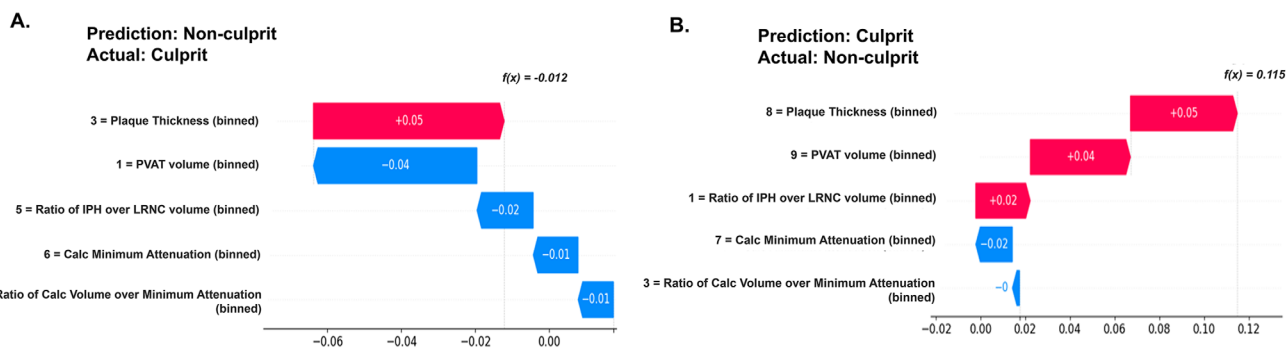 A.
Prediction: Non-culprit
Actual: Culprit
f(x) = -0.012
3 = Plaque Thickness (binned)
+0.05
1 = PVAT volume (binned)
−0.04
5 = Ratio of IPH over LRNC volume (binned)
−0.02
6 = Calc Minimum Attenuation (binned)
−0.01
Ratio of Calc Volume over Minimum Attenuation
(binned)
−0.01
−0.06 −0.04 −0.02 0.00
B.
Prediction: Culprit
Actual: Non-culprit
f(x) = 0.115
8 = Plaque Thickness (binned)
+0.05
9 = PVAT volume (binned)
+0.04
1 = Ratio of IPH over LRNC volume (binned)
+0.02
7 = Calc Minimum Attenuation (binned)
−0.02
3 = Ratio of Calc Volume over Minimum Attenuation
(binned)
−0
−0.02 0.00 0.02 0.04 0.06 0.08 0.10 0.12